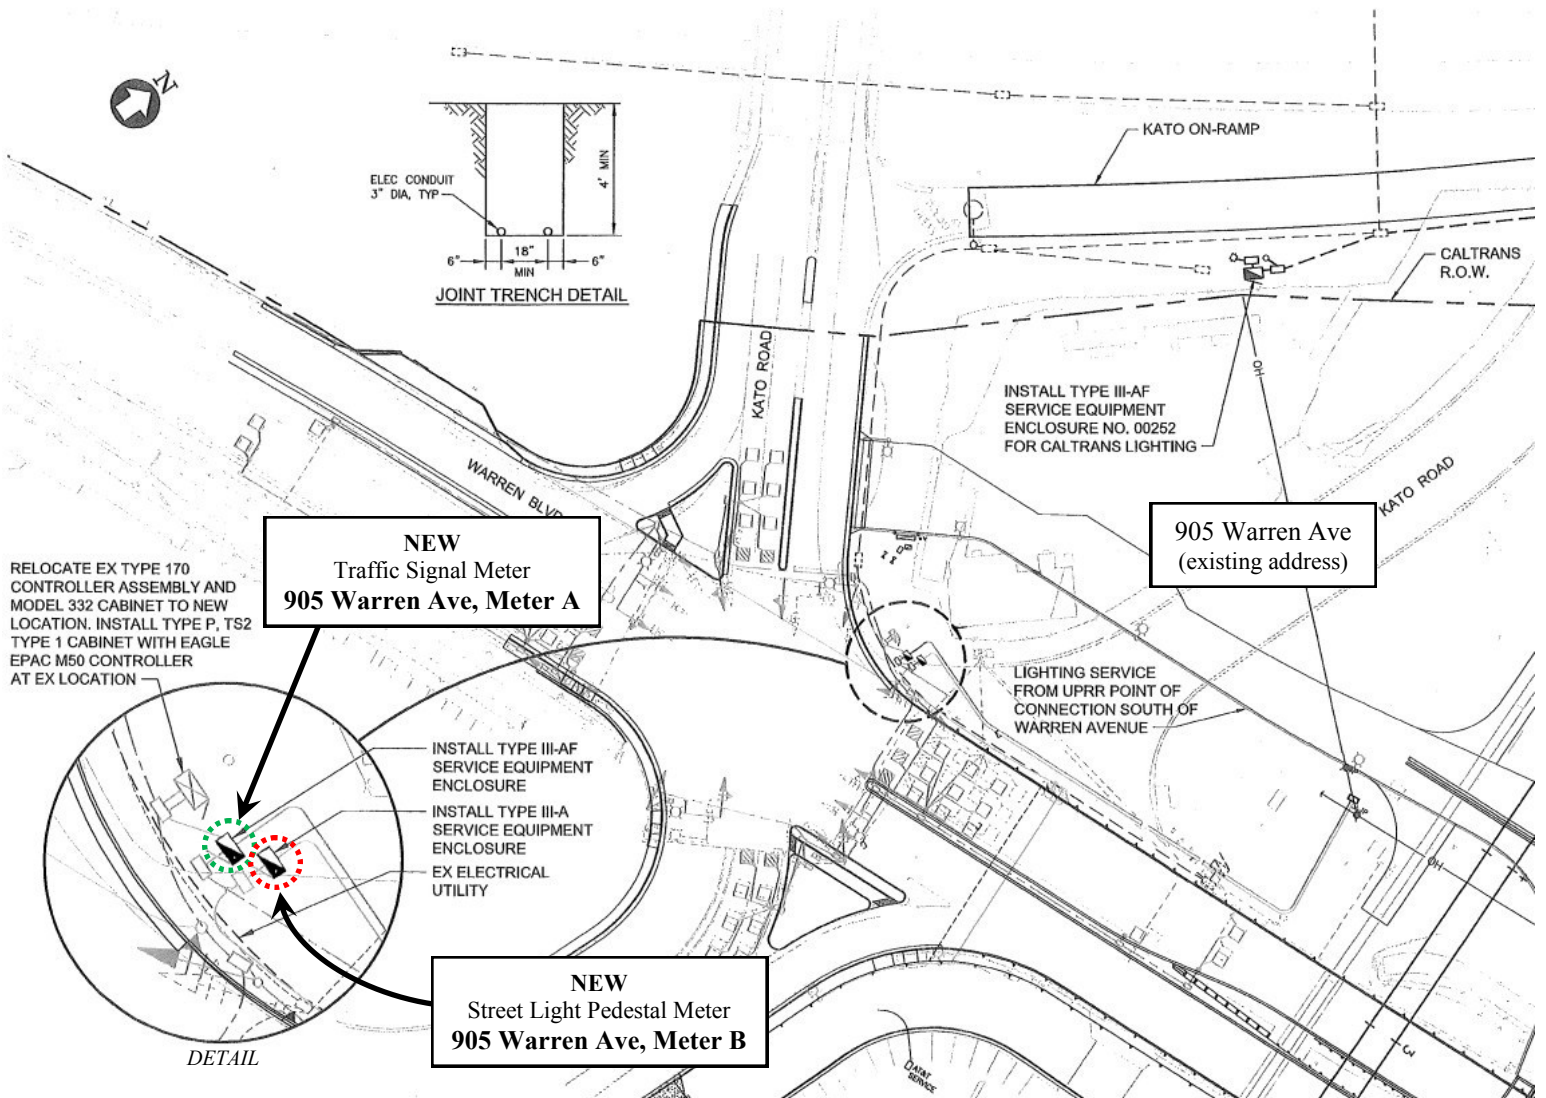 N
KATO ON-RAMP
ELEC CONDUIT
3" DIA, TYP
4' MIN
6"
18"
MIN
6"
JOINT TRENCH DETAIL
CALTRANS
R.O.W.
KATO ROAD
OH
INSTALL TYPE III-AF
SERVICE EQUIPMENT
ENCLOSURE NO. 00252
FOR CALTRANS LIGHTING
WARREN BLVD
KATO ROAD
905 Warren Ave
(existing address)
NEW
Traffic Signal Meter
905 Warren Ave, Meter A
RELOCATE EX TYPE 170
CONTROLLER ASSEMBLY AND
MODEL 332 CABINET TO NEW
LOCATION. INSTALL TYPE P, TS2
TYPE 1 CABINET WITH EAGLE
EPAC M50 CONTROLLER
AT EX LOCATION
LIGHTING SERVICE
FROM UPRR POINT OF
CONNECTION SOUTH OF
WARREN AVENUE
INSTALL TYPE III-AF
SERVICE EQUIPMENT
ENCLOSURE
INSTALL TYPE III-A
SERVICE EQUIPMENT
ENCLOSURE
EX ELECTRICAL
UTILITY
OH
NEW
Street Light Pedestal Meter
905 Warren Ave, Meter B
DETAIL
AT&T
SERVICE
3